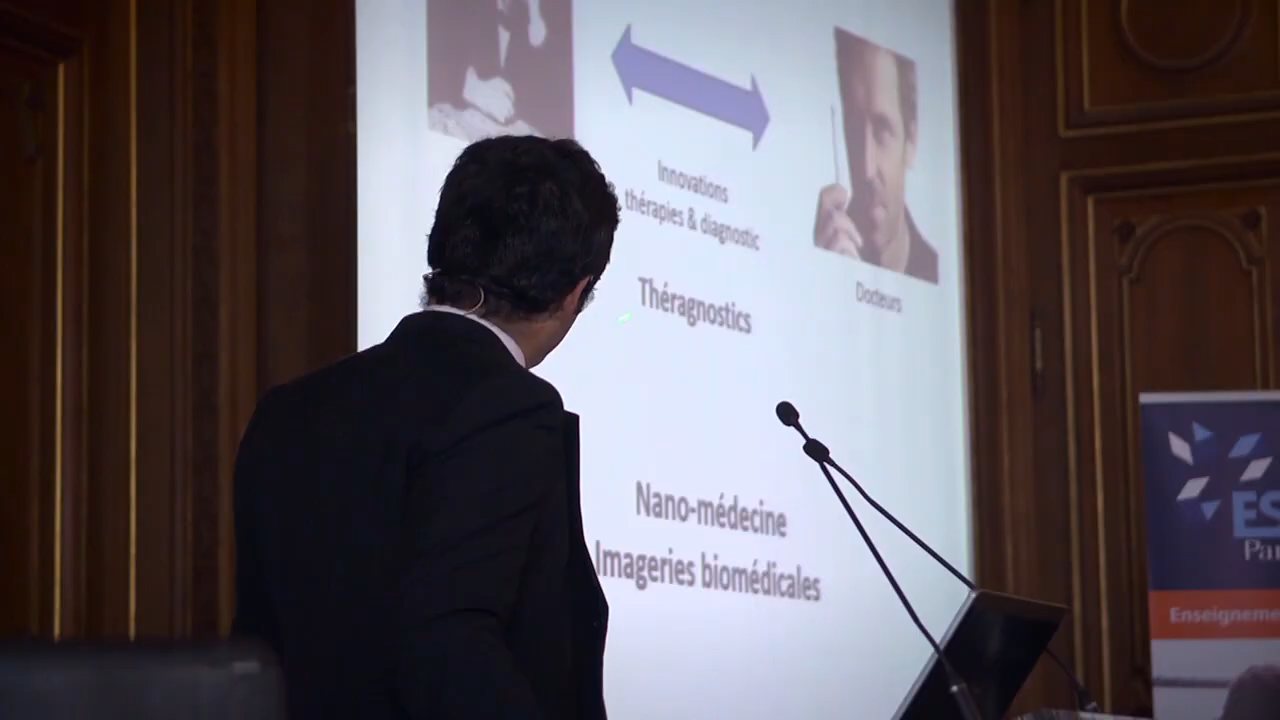 Innovations
thérapies & diagnostic
Docteurs
Théragnostics
Nano-médecine
Imageries biomédicales
ES
Par
Enseigneme